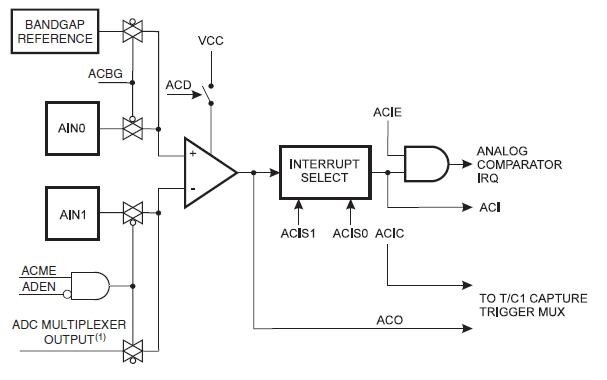 BANDGAP
REFERENCE
VCC
ACBG
ACD
AIN0
ACIE
+
-
INTERRUPT
SELECT
ANALOG
COMPARATOR
IRQ
AIN1
ACI
ACIS1
ACIS0
ACIC
ACME
ADEN
TO T/C1 CAPTURE
TRIGGER MUX
ADC MULTIPLEXER
OUTPUT(1)
ACO